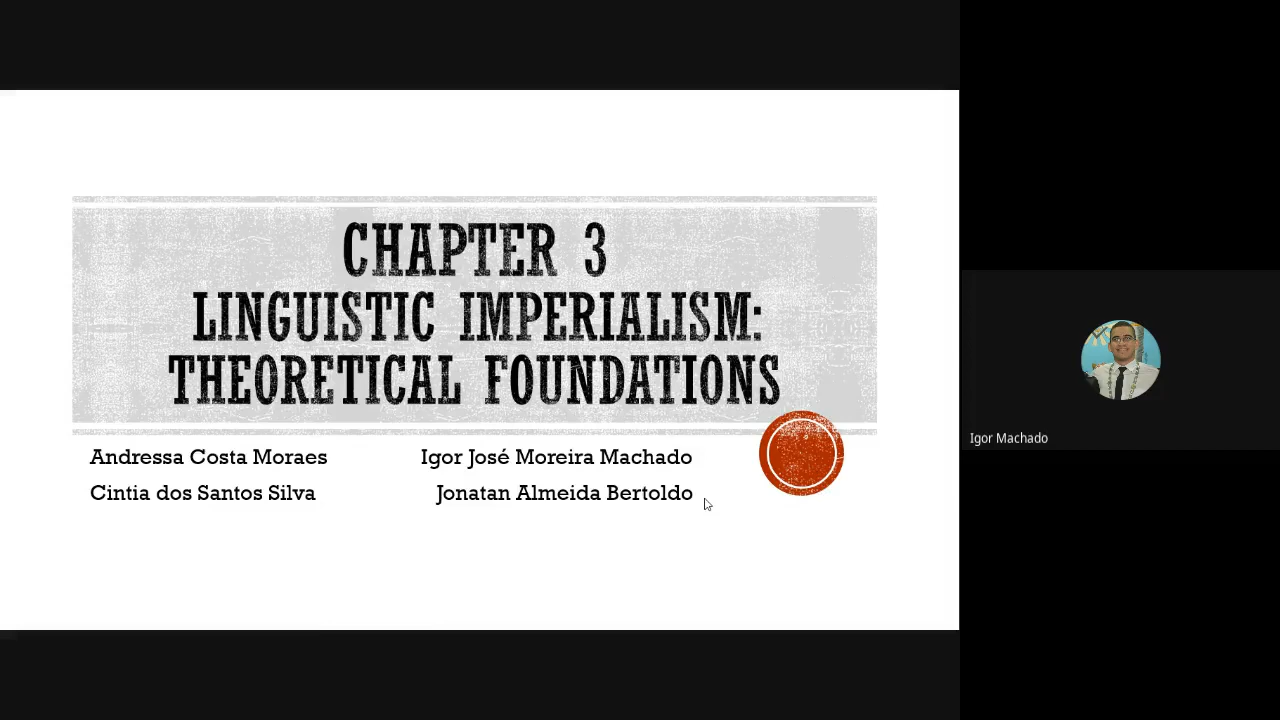 CHAPTER 3
LINGUISTIC IMPERIALISM:
THEORETICAL FOUNDATIONS
Andressa Costa Moraes Igor José Moreira Machado
Cintia dos Santos Silva Jonatan Almeida Bertoldo
Igor Machado